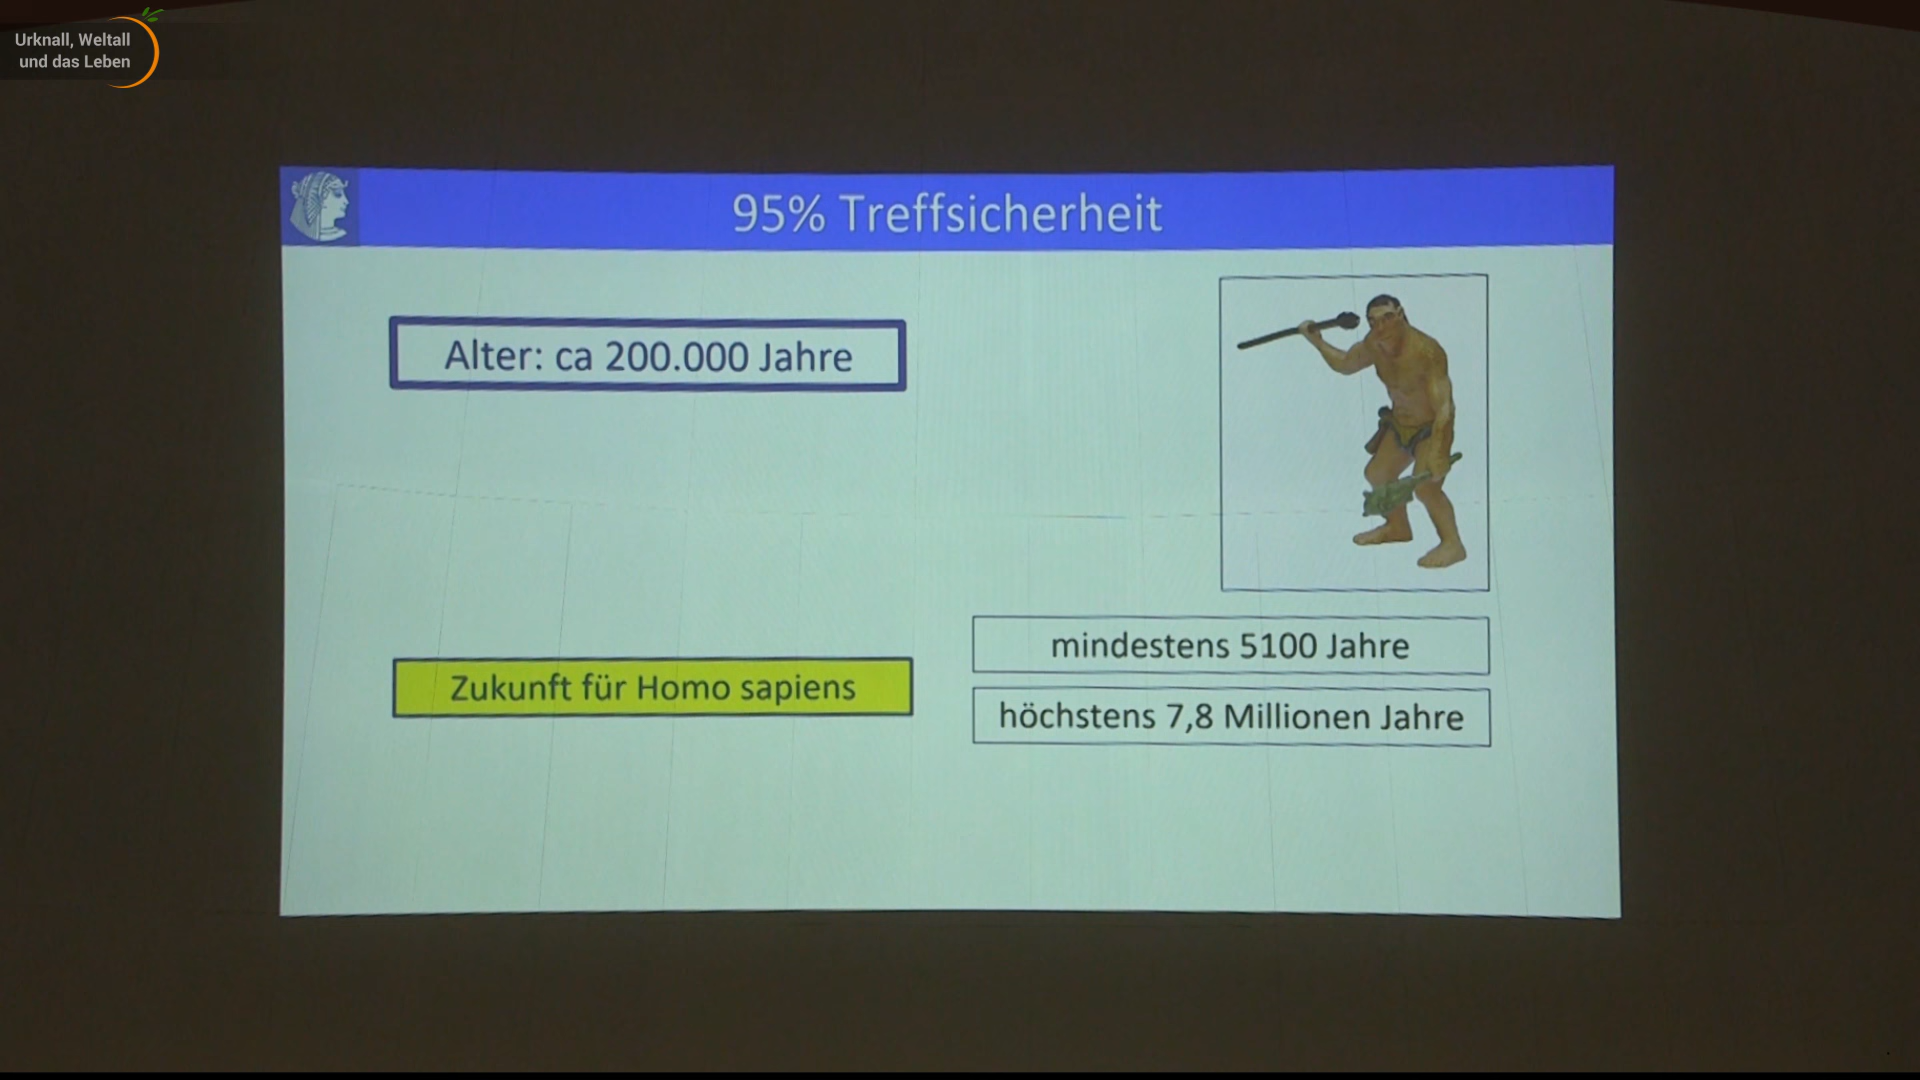 Urknall, Weltall
und das Leben
95% Treffsicherheit
Alter: ca 200.000 Jahre
mindestens 5100 Jahre
Zukunft für Homo sapiens
höchstens 7,8 Millionen Jahre